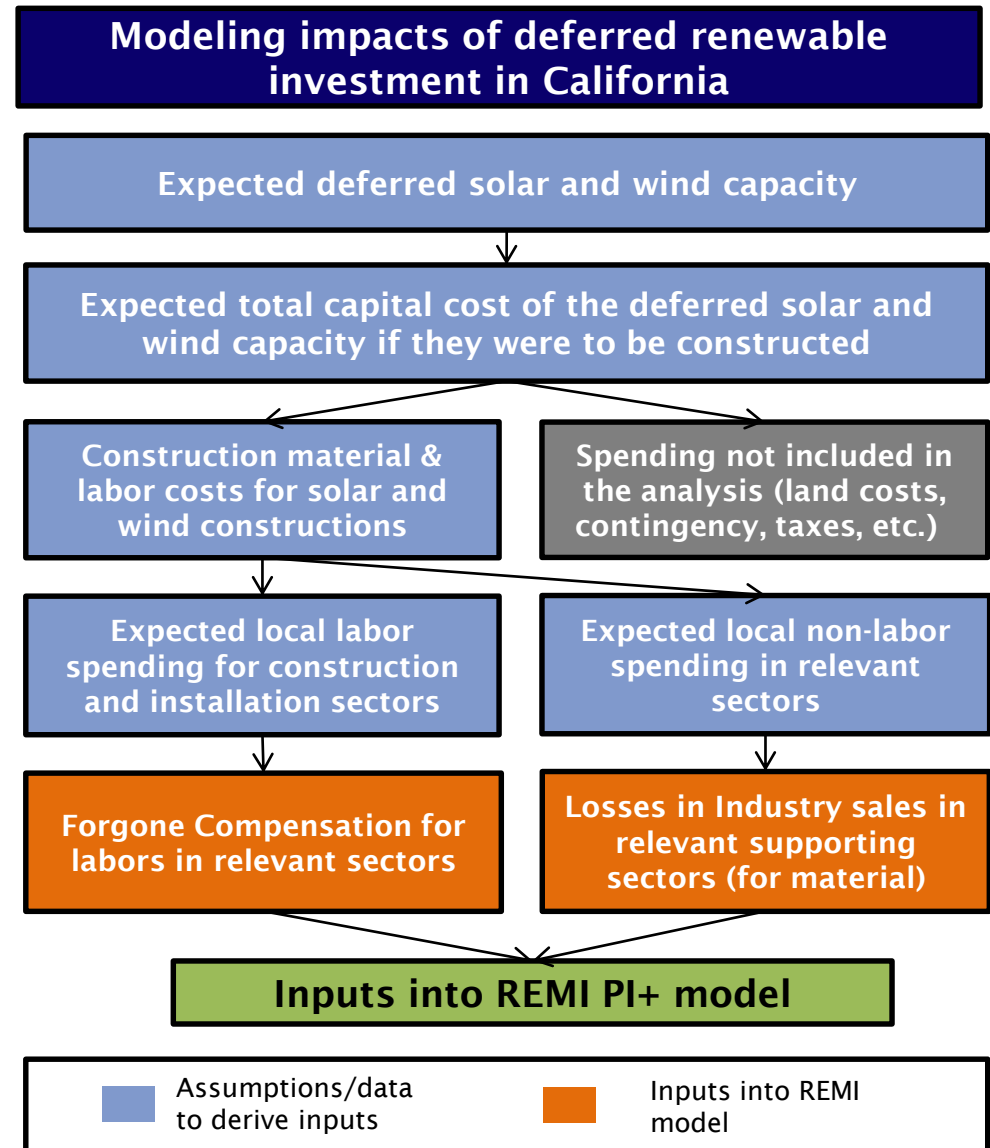 Modeling impacts of deferred renewable
investment in California
Expected deferred solar and wind capacity
Expected total capital cost of the deferred solar and
wind capacity if they were to be constructed
Construction material &
labor costs for solar and
wind constructions
Spending not included in
the analysis (land costs,
contingency, taxes, etc.)
Expected local labor
spending for construction
and installation sectors
Expected local non-labor
spending in relevant
sectors
Forgone Compensation for
labors in relevant sectors
Losses in Industry sales in
relevant supporting
sectors (for material)
Inputs into REMI PI+ model
Assumptions/data
to derive inputs
Inputs into REMI
model